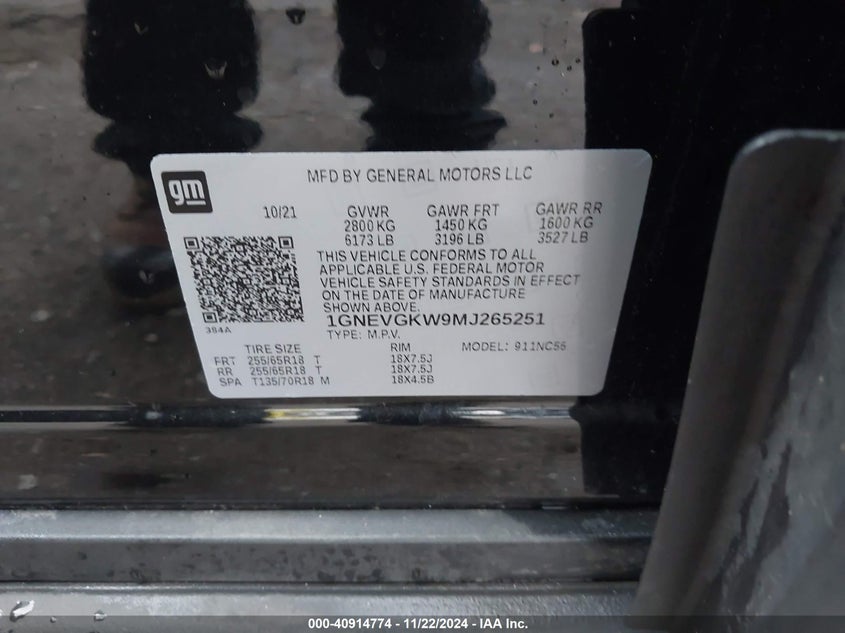 gm
MFD BY GENERAL MOTORS LLC
10/21 GVWR GAWR FRT GAWR RR
2800 KG 1450 KG 1600 KG
6173 LB 3196 LB 3527 LB
THIS VEHICLE CONFORMS TO ALL
APPLICABLE U.S. FEDERAL MOTOR
VEHICLE SAFETY STANDARDS IN EFFECT
ON THE DATE OF MANUFACTURE
SHOWN ABOVE.
384A
1GNEVGKW9MJ265251
TYPE: M.P.V.
TIRE SIZE RIM MODEL: 911NC56
FRT 255/65R18 T 18X7.5J
RR 255/65R18 T 18X7.5J
SPA T135/70R18 M 18X4.5B
000-40914774 - 11/22/2024 - IAA Inc.